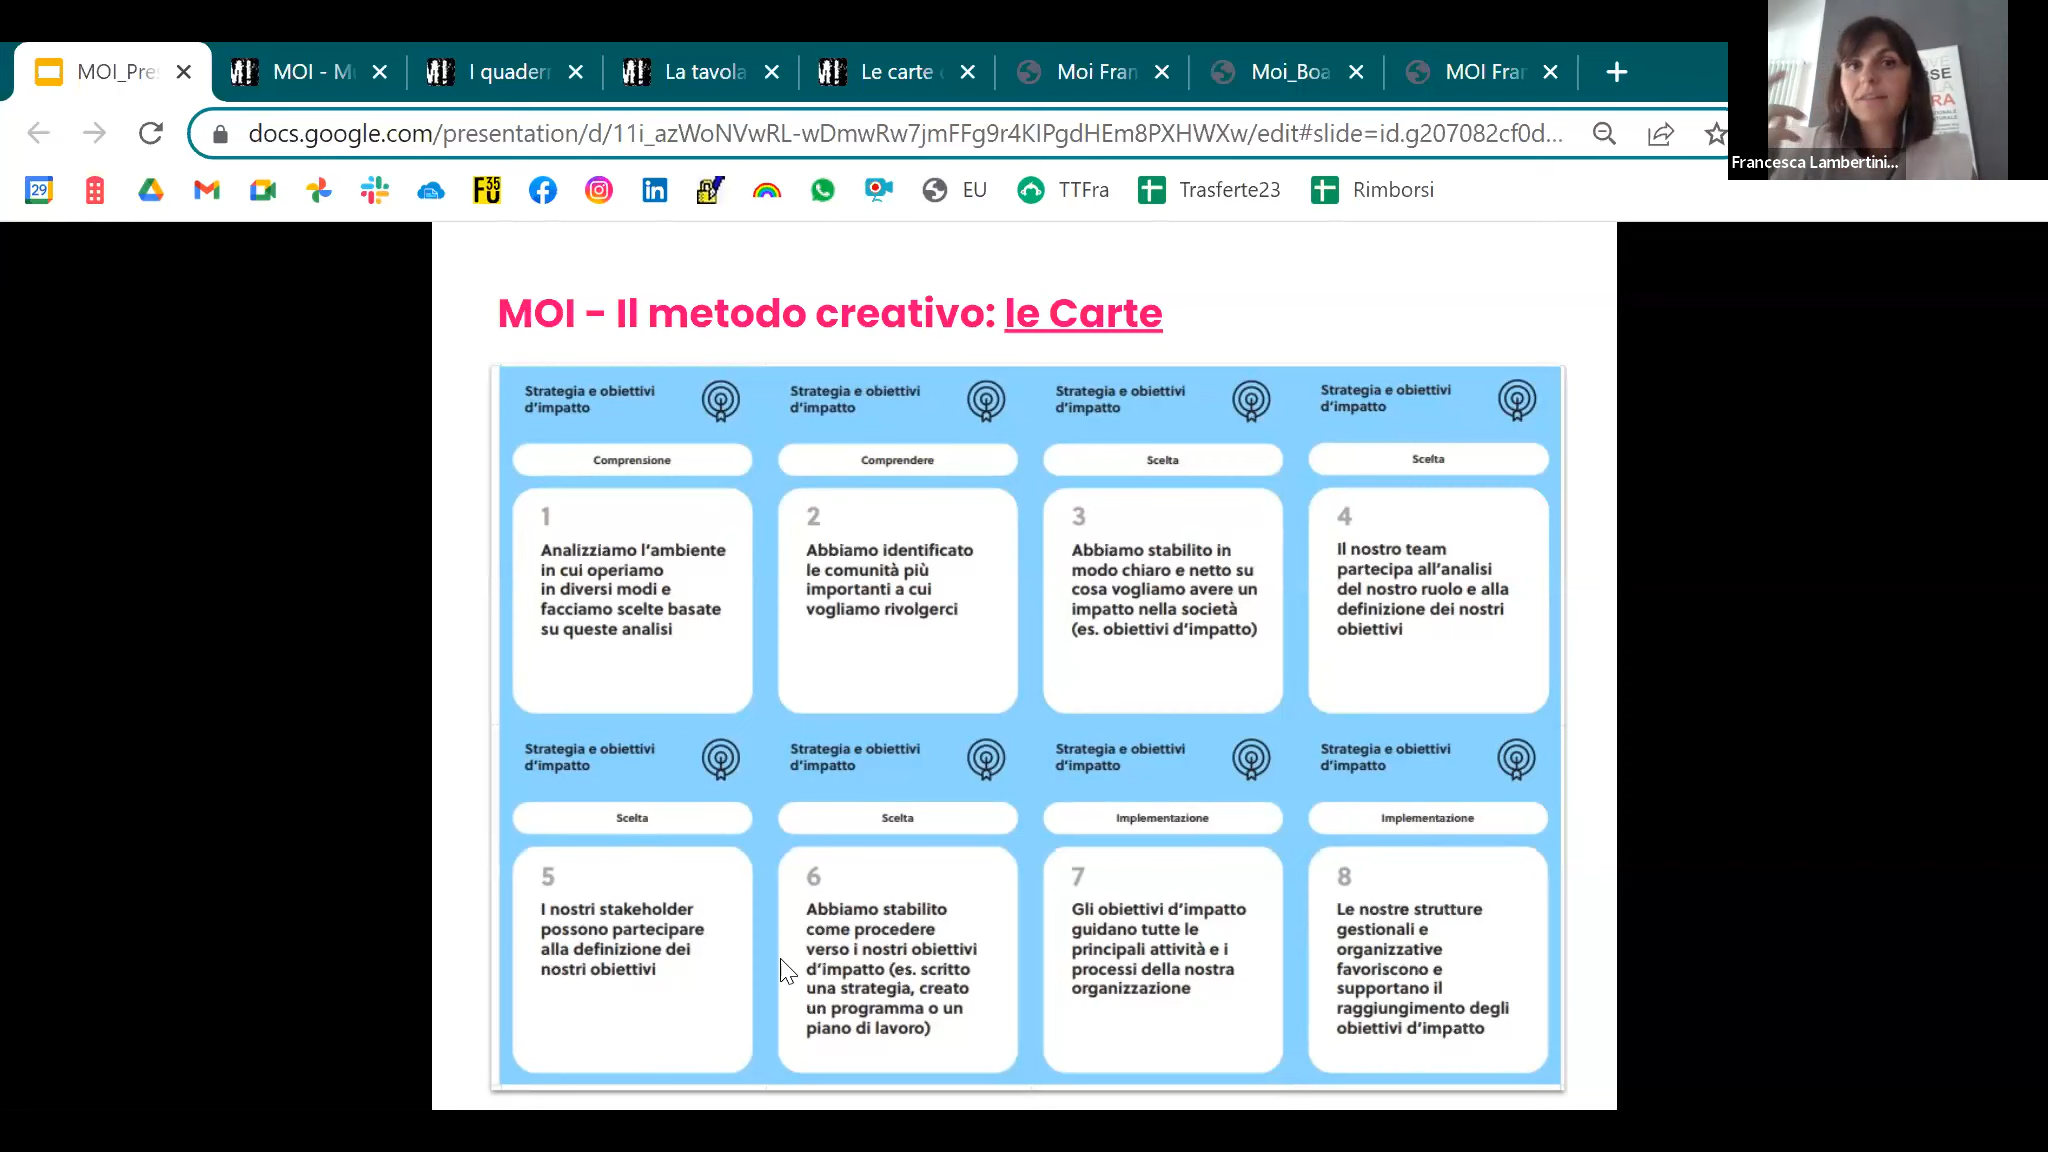 MOI_Pre
MOI - M
I quader
La tavola
Le carte
Moi Fran
Moi_Boa
MOI Fra
docs.google.com/presentation/d/11i_azWoNVwRL-wDmwRw7jmFFg9r4KIPgdHEm8PXHWXw/edit#slide=id.g207082cf0d...
Francesca Lambertini...
29
35
FU
EU
TTFra
Trasferte23
Rimborsi
MOI - Il metodo creativo: le Carte
Strategia e obiettivi
d'impatto
Comprensione
1
Analizziamo l'ambiente
in cui operiamo
in diversi modi e
facciamo scelte basate
su queste analisi
Strategia e obiettivi
d'impatto
Comprendere
2
Abbiamo identificato
le comunità più
importanti a cui
vogliamo rivolgerci
Strategia e obiettivi
d'impatto
Scelta
3
Abbiamo stabilito in
modo chiaro e netto su
cosa vogliamo avere un
impatto nella società
(es. obiettivi d'impatto)
Strategia e obiettivi
d'impatto
Scelta
4
Il nostro team
partecipa all'analisi
del nostro ruolo e alla
definizione dei nostri
obiettivi
Strategia e obiettivi
d'impatto
Scelta
5
I nostri stakeholder
possono partecipare
alla definizione dei
nostri obiettivi
Strategia e obiettivi
d'impatto
Scelta
6
Abbiamo stabilito
come procedere
verso i nostri obiettivi
d'impatto (es. scritto
una strategia, creato
un programma o un
piano di lavoro)
Strategia e obiettivi
d'impatto
Implementazione
7
Gli obiettivi d'impatto
guidano tutte le
principali attività e i
processi della nostra
organizzazione
Strategia e obiettivi
d'impatto
Implementazione
8
Le nostre strutture
gestionali e
organizzative
favoriscono e
supportano il
raggiungimento degli
obiettivi d'impatto